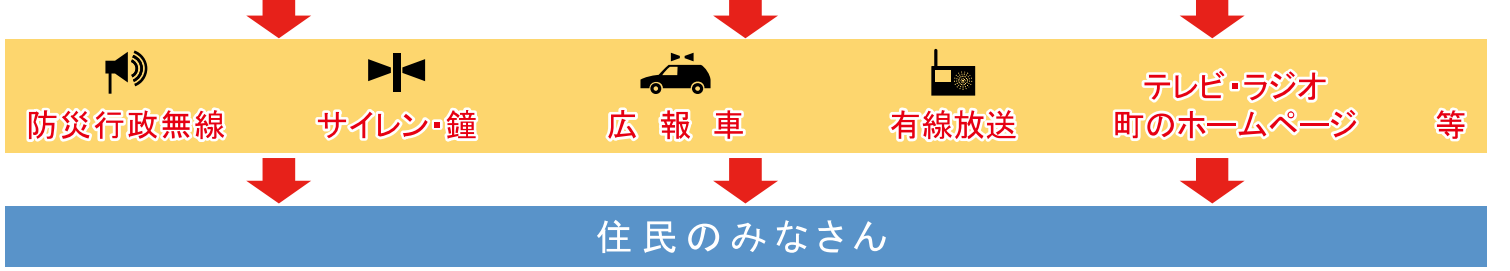 防災行政無線
サイレン・鐘
広報車
有線放送
テレビ・ラジオ
町のホームページ
等
住民のみなさん